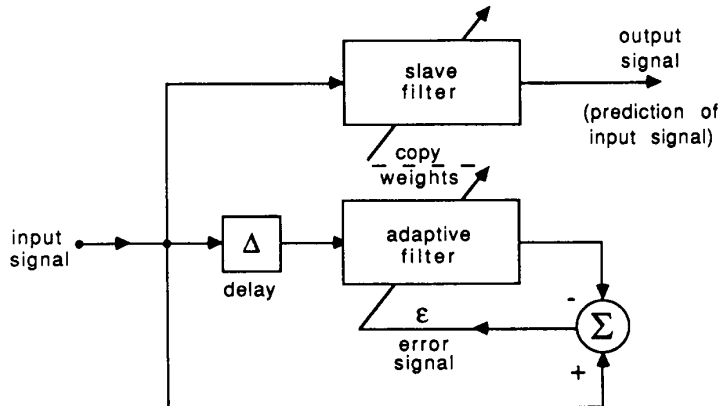 slave
filter
output
signal
(prediction of
input signal)
copy
weights
input
signal
Δ
delay
adaptive
filter
-
Σ
+
ε
error
signal